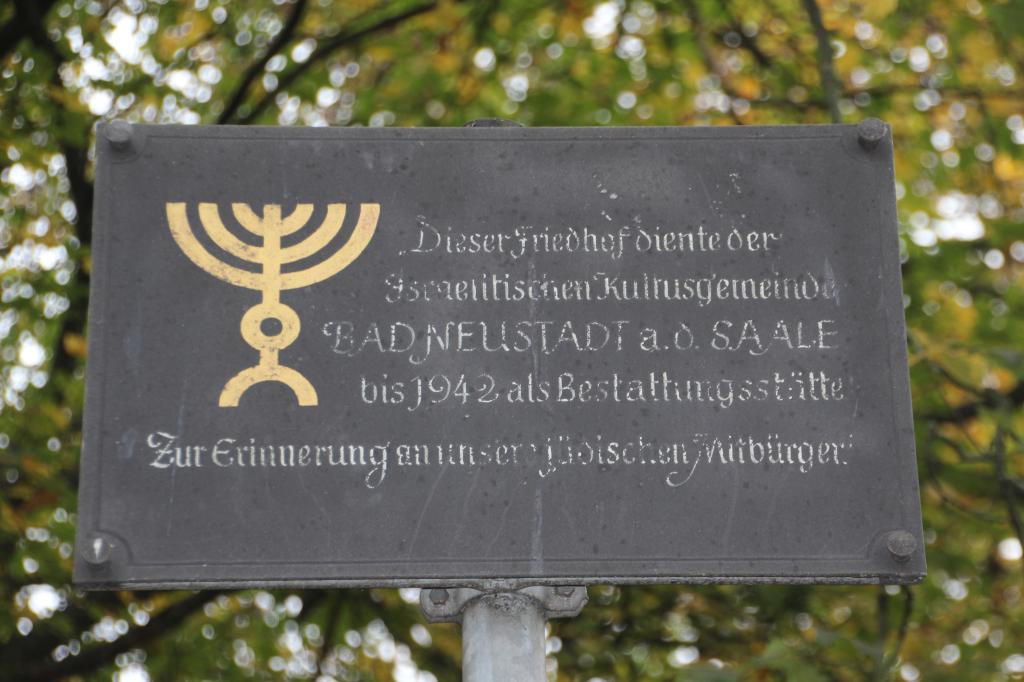 „Dieser Friedhof diente der
Israelitischen Kultusgemeinde
BAD NEUSTADT a.d. SAALE
bis 1942 als Bestattungsstätte
Zur Erinnerung an unsere jüdischen Mitbürger“